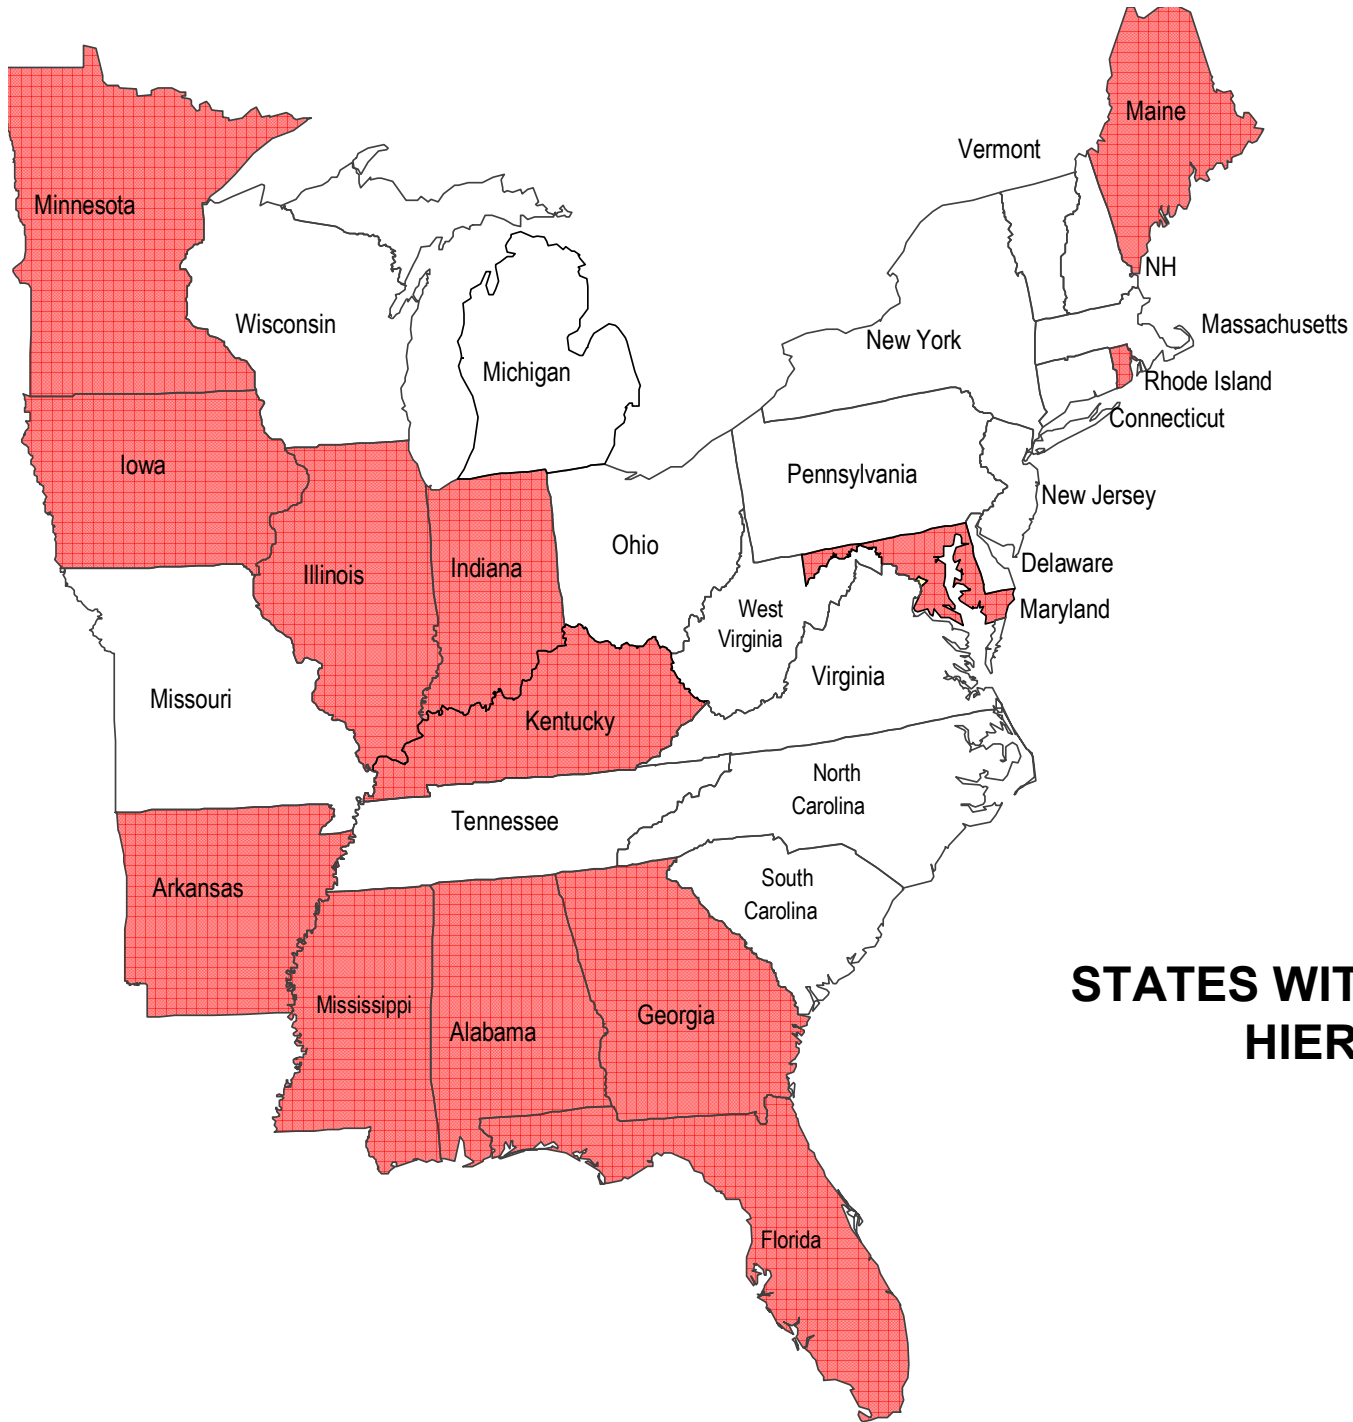 Maine
Vermont
Minnesota
NH
Wisconsin
Massachusetts
New York
Michigan
Rhode Island
Connecticut
Iowa
Pennsylvania
New Jersey
Ohio
Illinois
Indiana
Delaware
West
Virginia
Maryland
Virginia
Missouri
Kentucky
North
Carolina
Tennessee
Arkansas
South
Carolina
STATES WIT
HIER
Mississippi
Alabama
Georgia
Florida